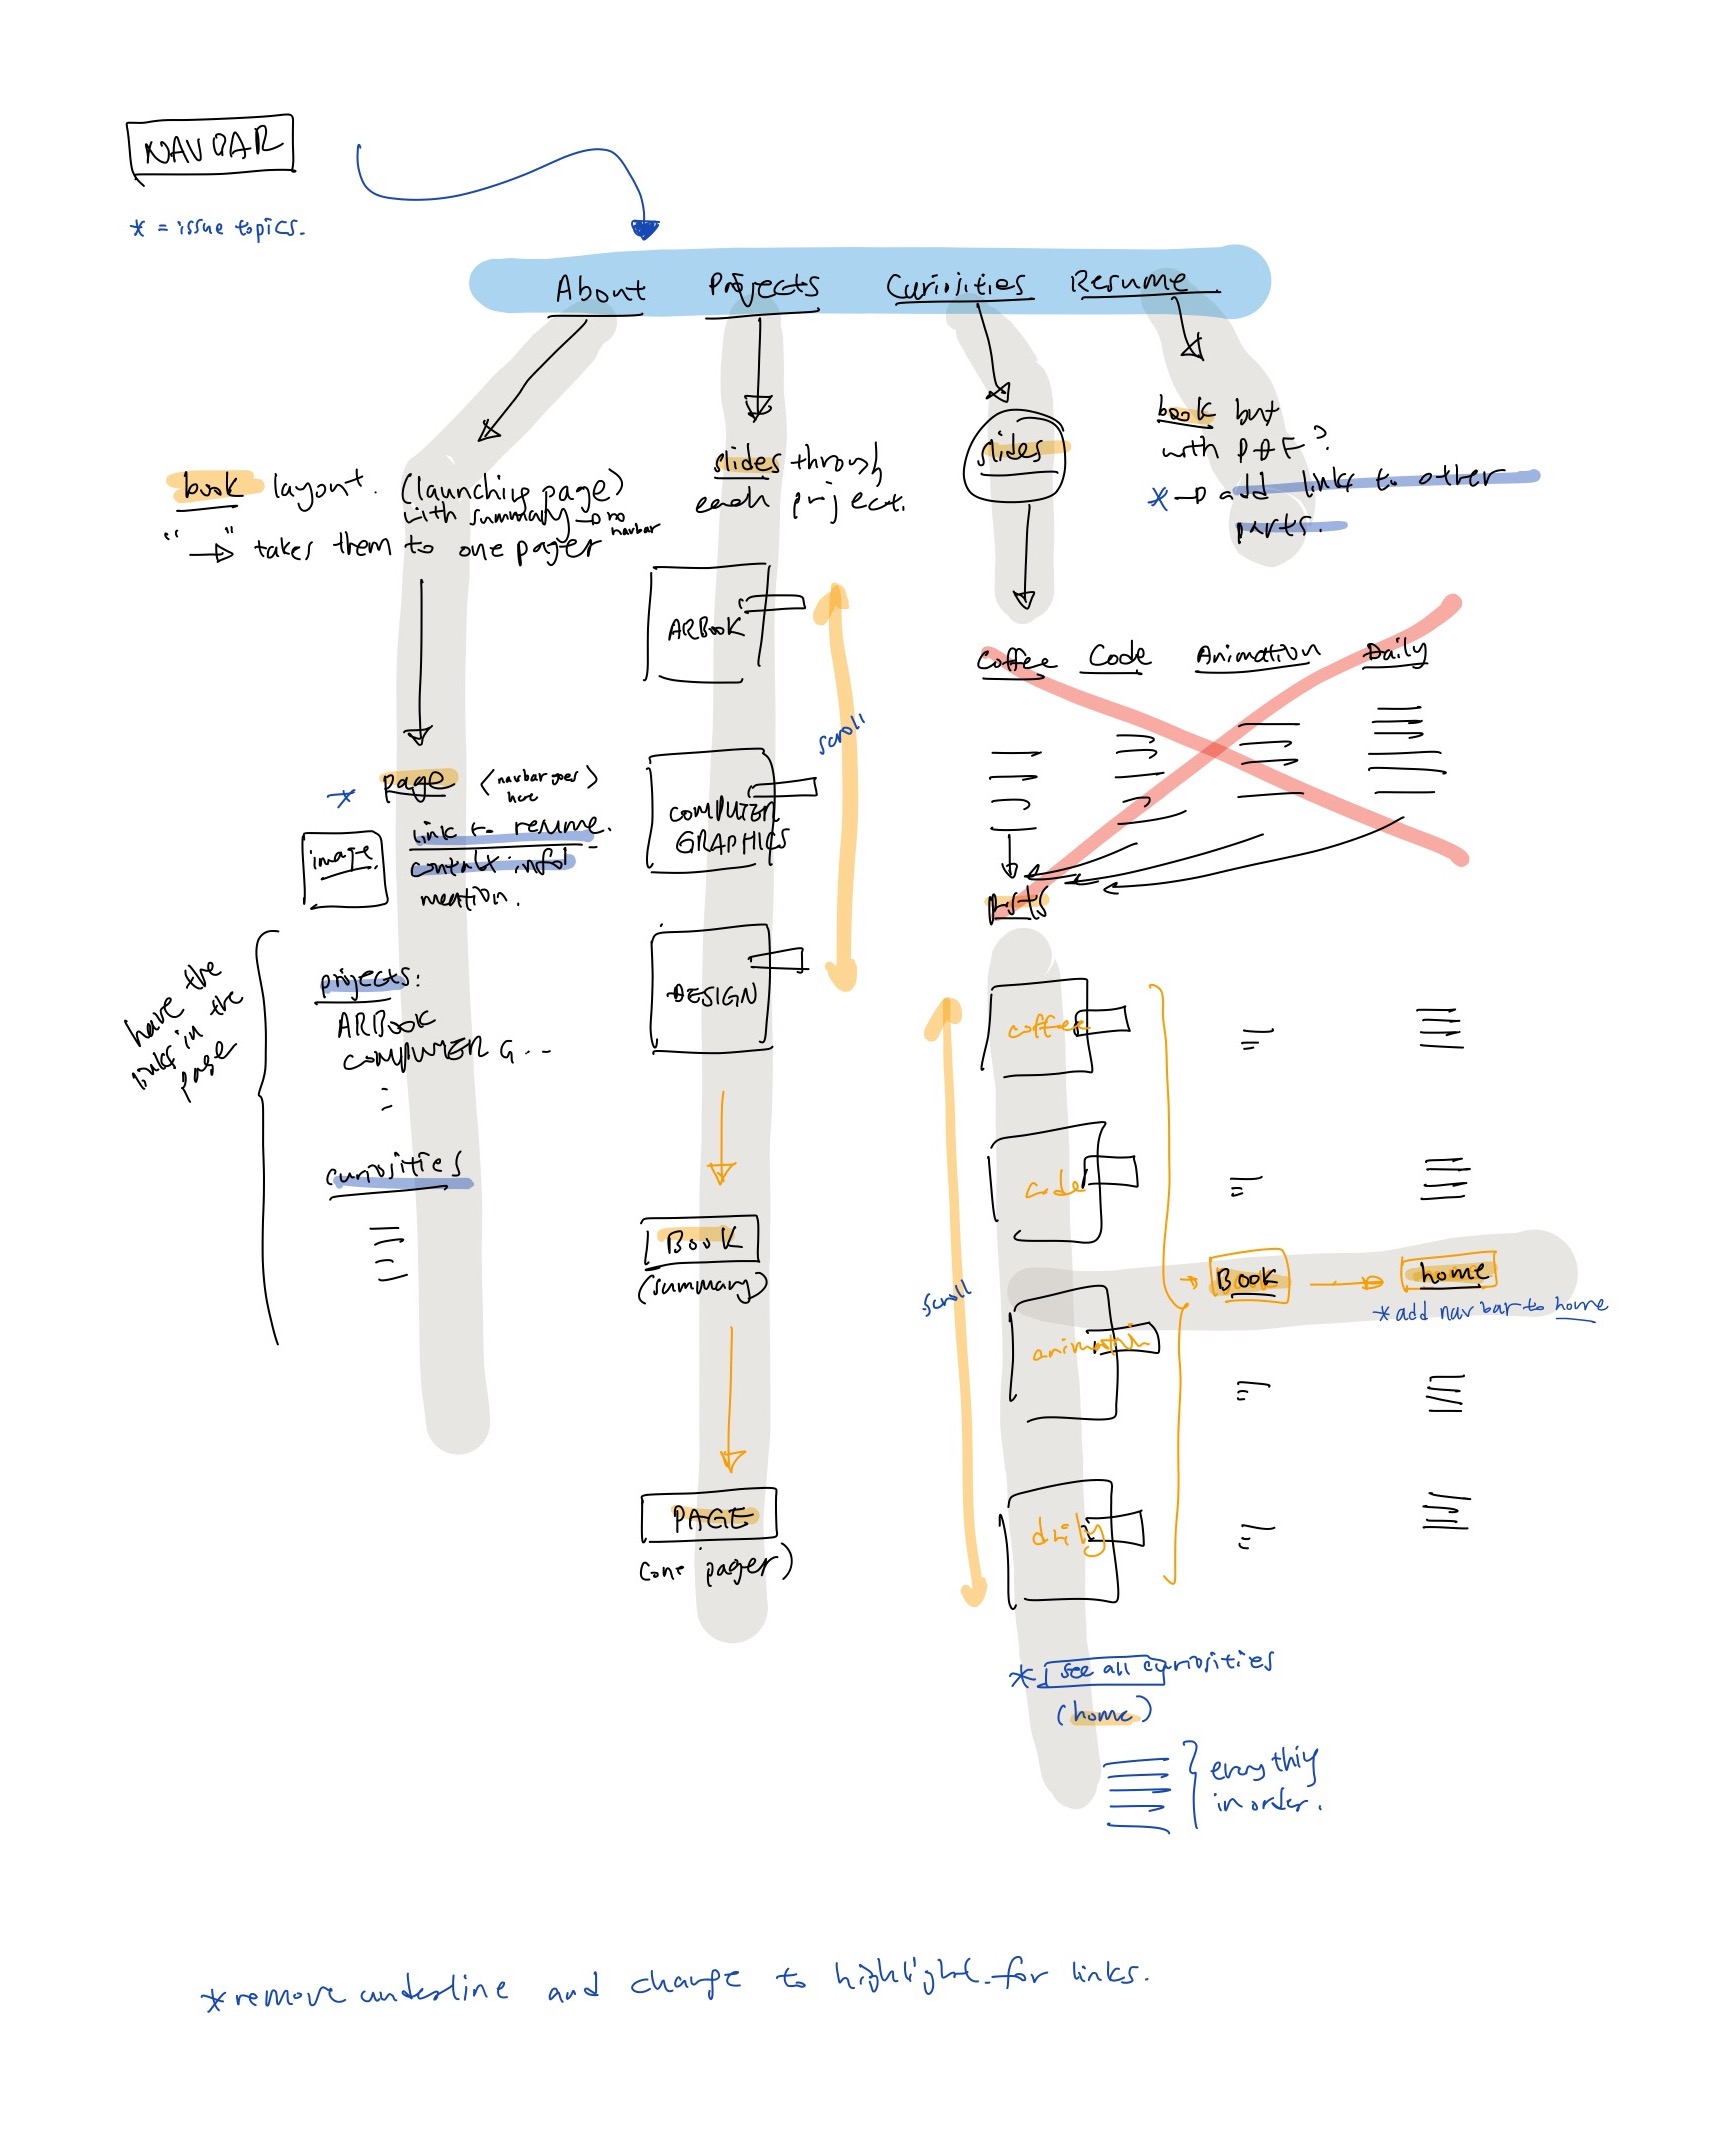 NAVBAR
* = issue topics.
About Projects Curiosities Resume
book layout. (launching page)
with summary → no
navbar
" → " takes them to one pager
slides through
each project.
slides
book but
with PDF?
* → add links to other
parts.
ARBOOK
scroll
COMPUTER
GRAPHICS
DESIGN
BOOK
(summary)
PAGE
(one pager)
* page <navbar goes
here>
image.
link to resume.
contact info
mention.
have the
links in the
page
projects:
ARBOOK
COMPUTER G...
curiosities
Coffee Code Animation Daily
posts
coffee
code
animation
daily
scroll
→ BOOK → home
* add navbar to home
* see all curiosities
(home)
everything
in order.
* remove underline and change to highlight for links.